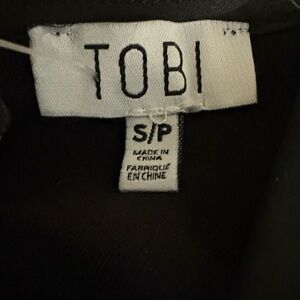 TOBI
S/P
MADE IN
CHINA
FABRIQUÉ
EN CHINE